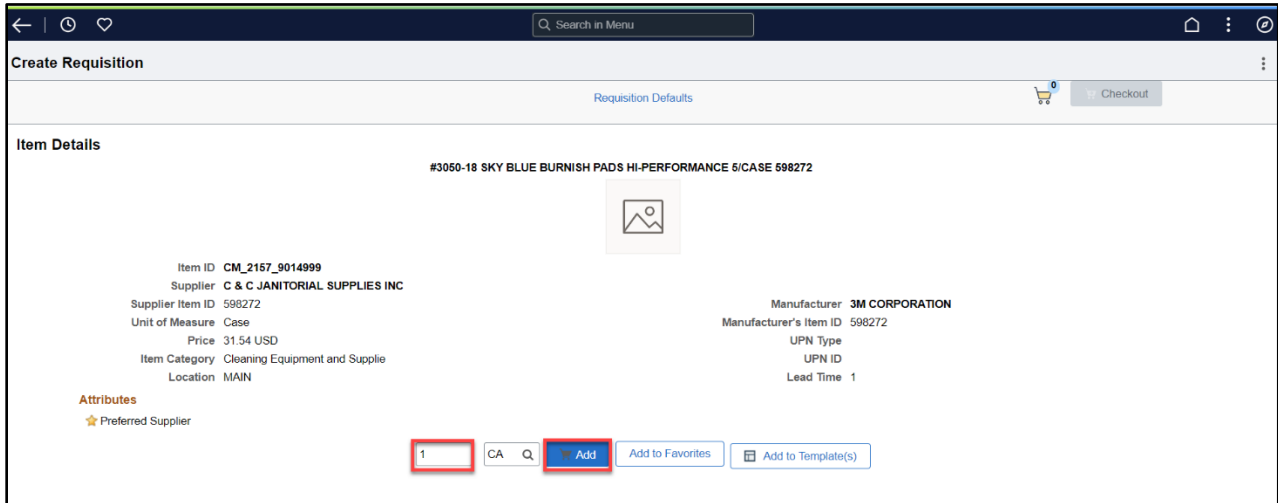 Search in Menu
Create Requisition
Requisition Defaults
0
Checkout
Item Details
#3050-18 SKY BLUE BURNISH PADS HI-PERFORMANCE 5/CASE 598272
Item ID CM_2157_9014999
Supplier C & C JANITORIAL SUPPLIES INC
Supplier Item ID 598272
Manufacturer 3M CORPORATION
Unit of Measure Case
Manufacturer's Item ID 598272
Price 31.54 USD
UPN Type
Item Category Cleaning Equipment and Supplie
UPN ID
Location MAIN
Lead Time 1
Attributes
Preferred Supplier
1
CA
Add
Add to Favorites
Add to Template(s)